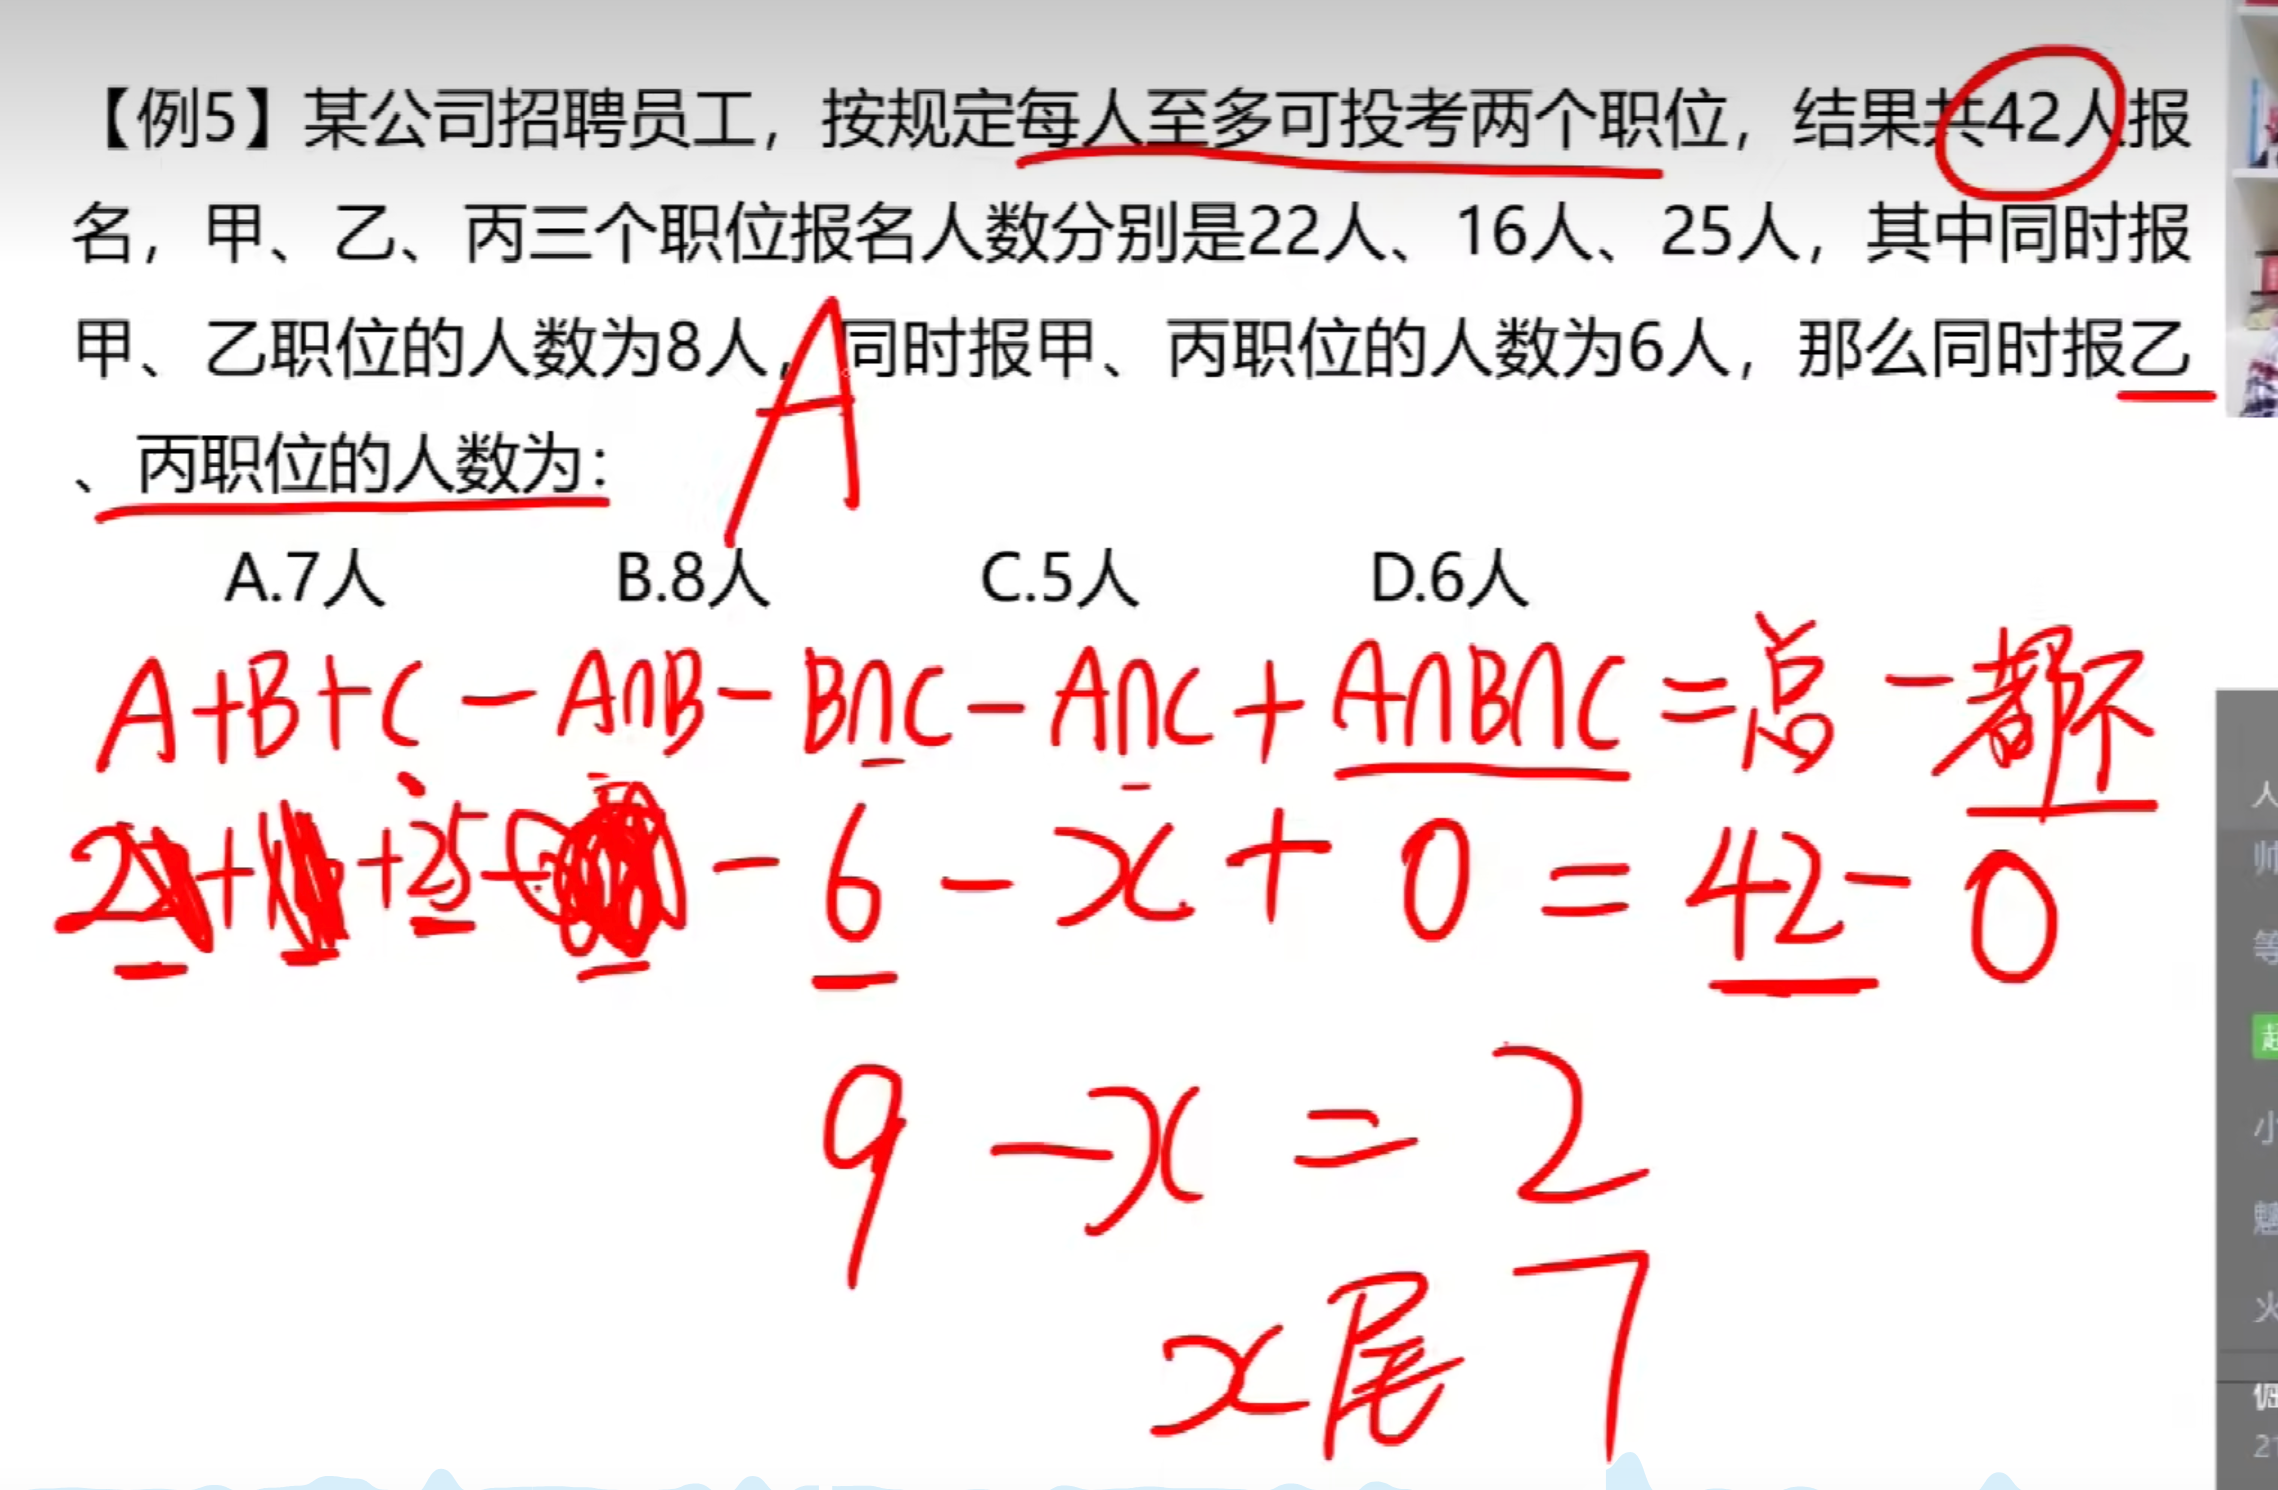 【例5】某公司招聘员工，按规定每人至多可投考两个职位，结果共42人报
名，甲、乙、丙三个职位报名人数分别是22人、16人、25人，其中同时报
甲、乙职位的人数为8人，同时报甲、丙职位的人数为6人，那么同时报乙
、丙职位的人数为：
A
A.7人 B.8人 C.5人 D.6人
A+B+C-A∩B-B∩C-A∩C+A∩B∩C=总-都不
+25- -6-x+0=42-0
9-x=2
x尾7
人
等
小
火